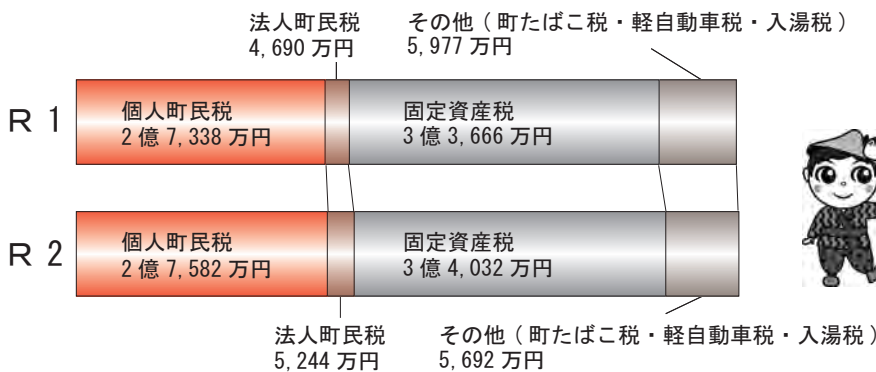 法人町民税
4,690 万円
その他 ( 町たばこ税・軽自動車税・入湯税 )
5,977 万円
R 1
個人町民税
2 億 7,338 万円
固定資産税
3 億 3,666 万円
R 2
個人町民税
2 億 7,582 万円
固定資産税
3 億 4,032 万円
法人町民税
5,244 万円
その他 ( 町たばこ税・軽自動車税・入湯税 )
5,692 万円